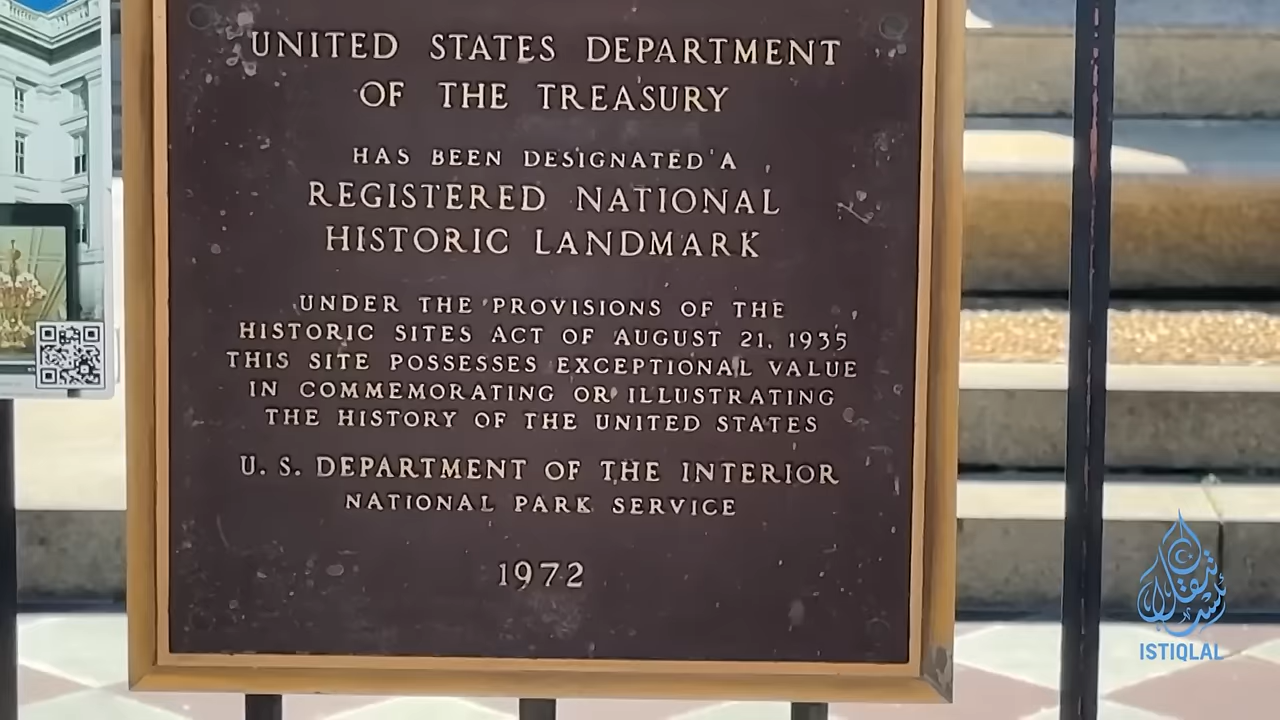 UNITED STATES DEPARTMENT
OF THE TREASURY
HAS BEEN DESIGNATED A
REGISTERED NATIONAL
HISTORIC LANDMARK
UNDER THE PROVISIONS OF THE
HISTORIC SITES ACT OF AUGUST 21, 1935
THIS SITE POSSESSES EXCEPTIONAL VALUE
IN COMMEMORATING OR ILLUSTRATING
THE HISTORY OF THE UNITED STATES
U. S. DEPARTMENT OF THE INTERIOR
NATIONAL PARK SERVICE
1972
ISTIQLAL